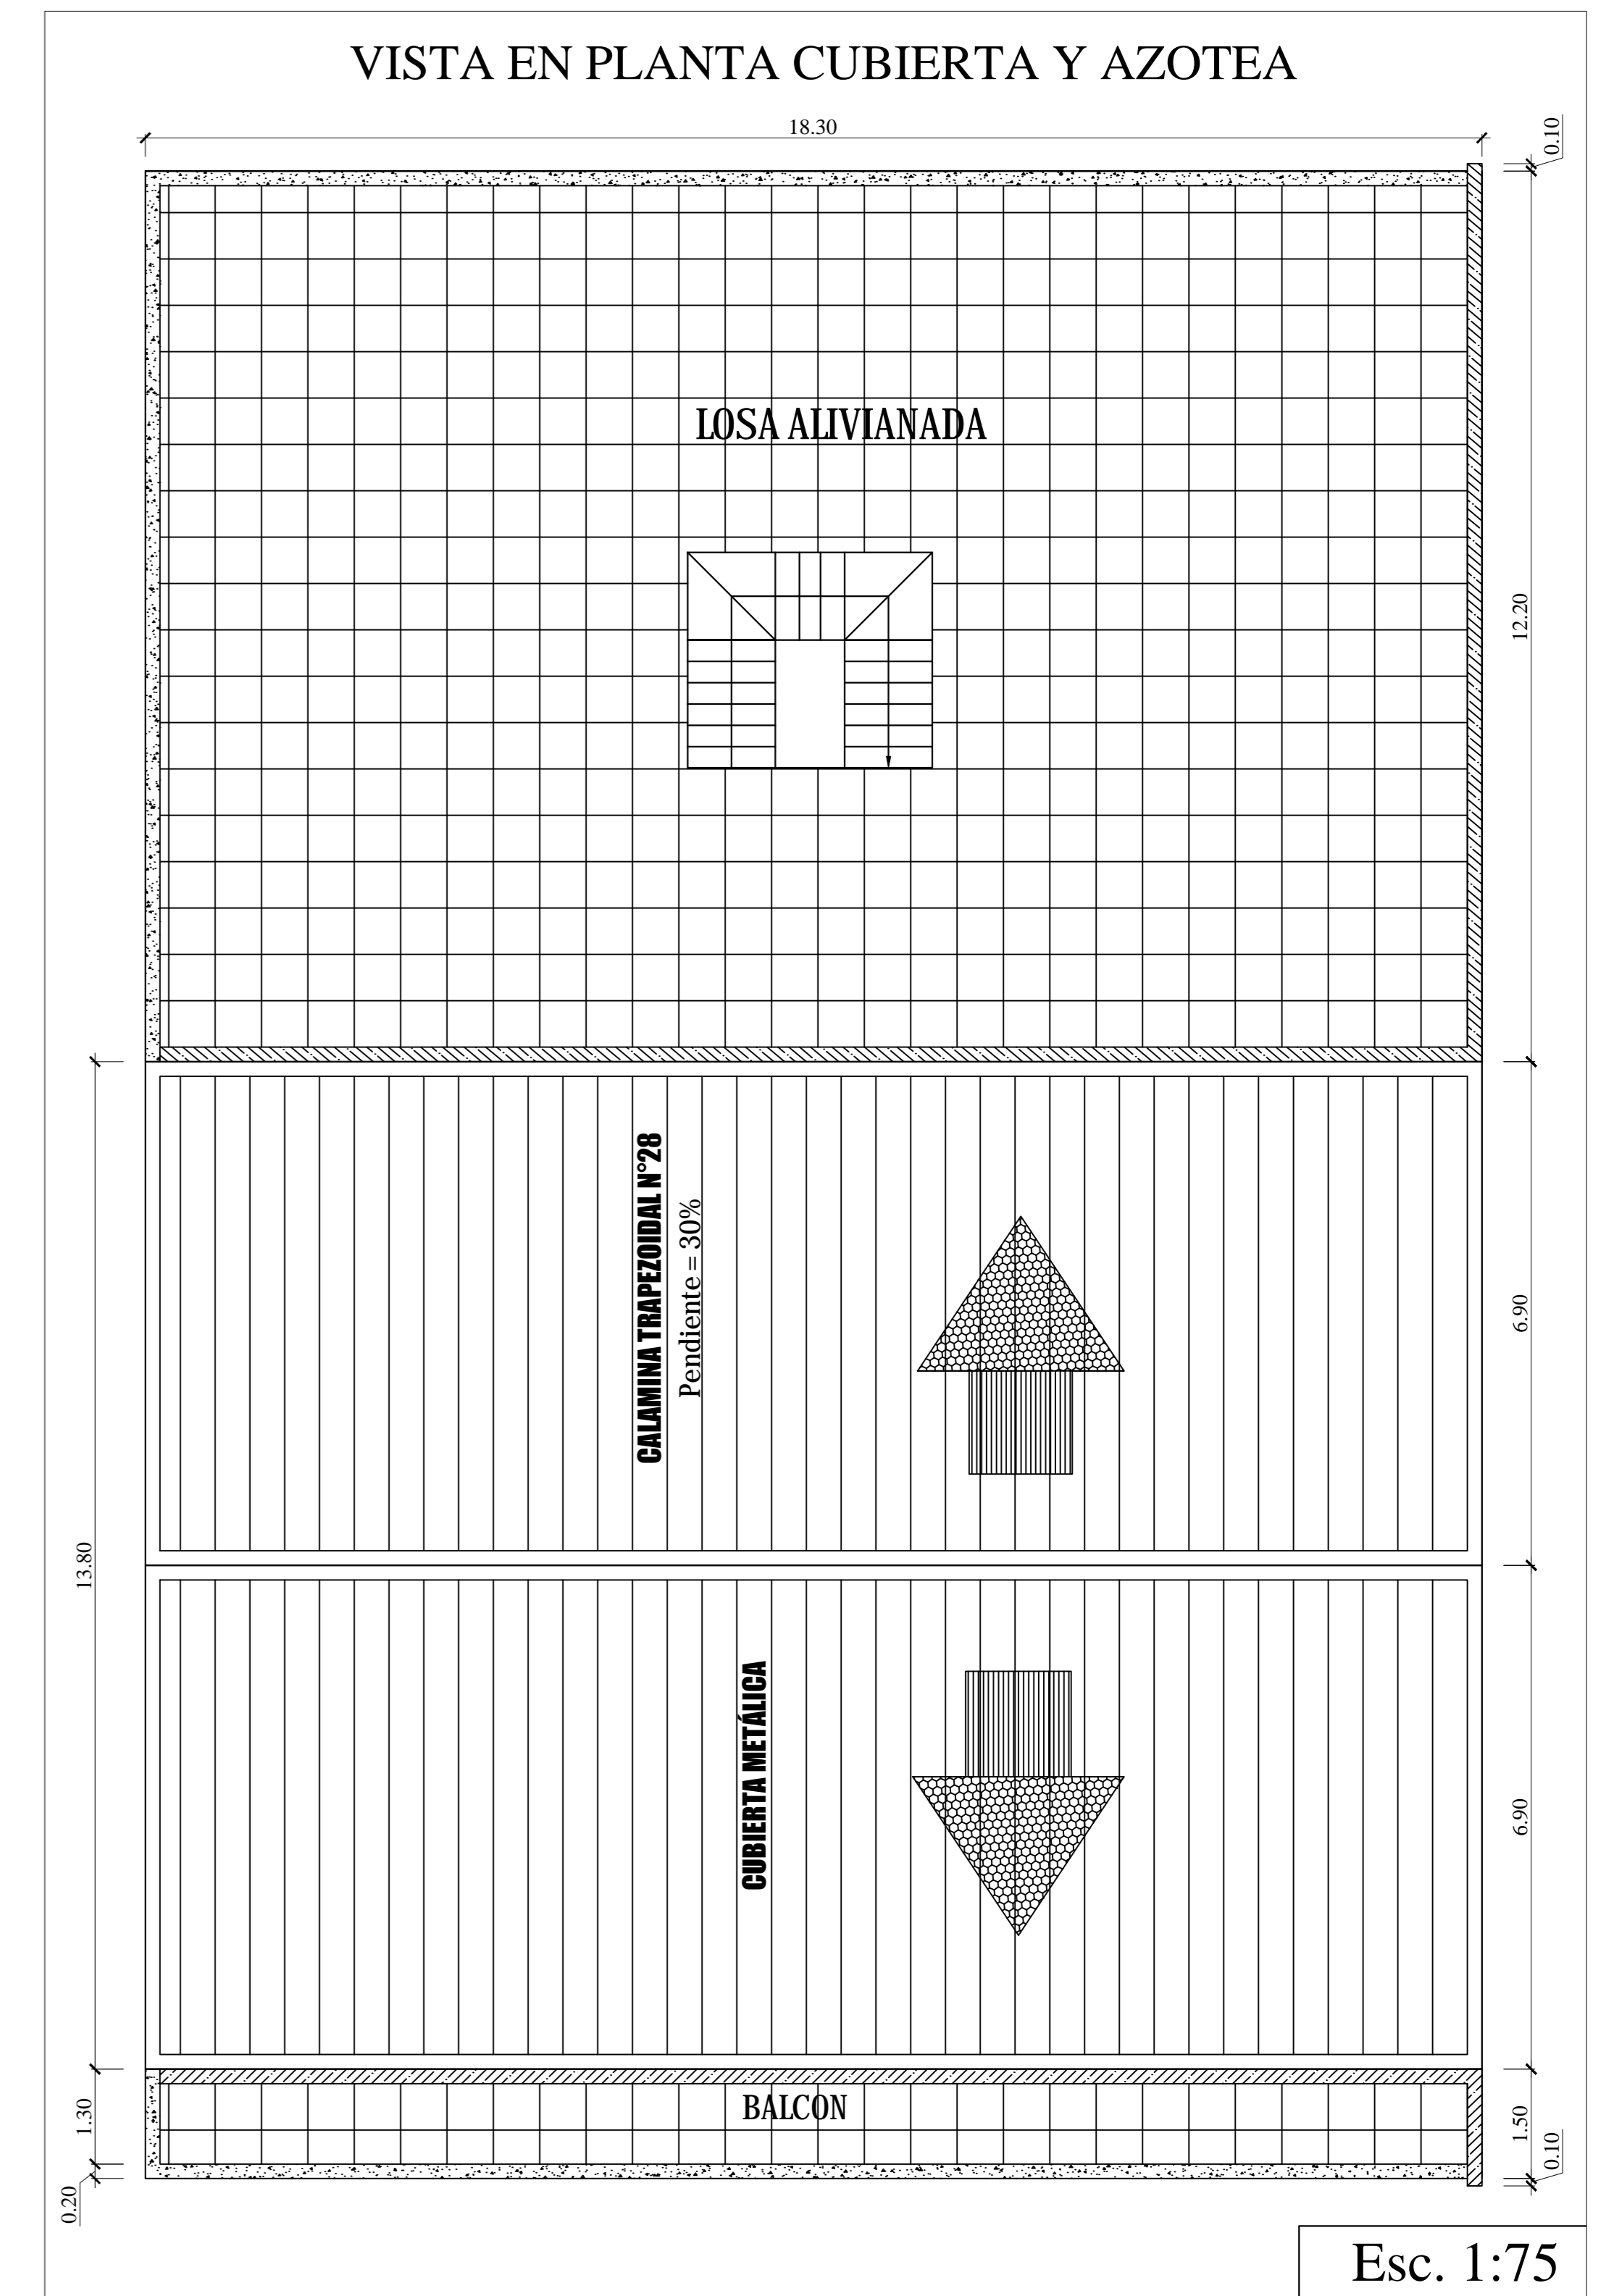 VISTA EN PLANTA CUBIERTA Y AZOTEA
18.30
0.10
LOSA ALIVIANADA
12.20
CALAMINA TRAPEZOIDAL N°28
Pendiente = 30%
6.90
13.80
CUBIERTA METÁLICA
6.90
BALCON
1.30
1.50
0.10
0.20
Esc. 1:75